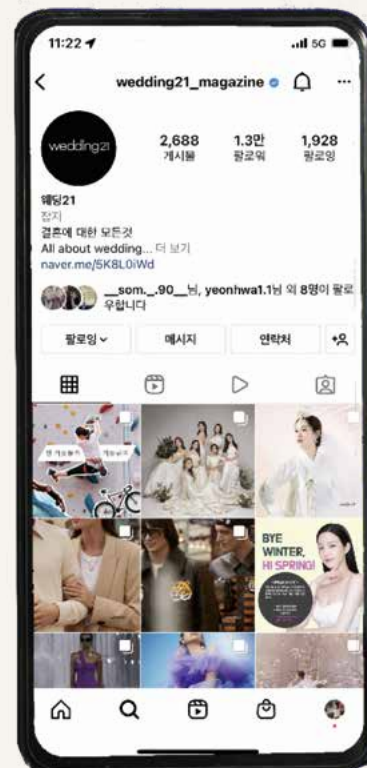 11:22
5G
wedding21_magazine
wedding21
2,688
게시물
1.3만
팔로워
1,928
팔로잉
웨딩21
잡지
결혼에 대한 모든것
All about wedding... 더 보기
naver.me/5K8L0iWd
__som._.90__님, yeonhwa1.1님 외 8명이 팔로
우합니다
팔로잉
메시지
연락처
BYE
WINTER,
HI SPRING!